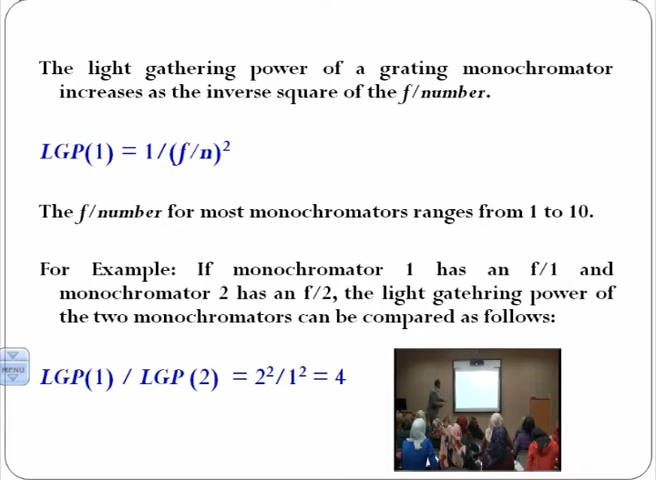 The light gathering power of a grating monochromator
increases as the inverse square of the f/number.
LGP(1) = 1/(f/n)²
The f/number for most monochromators ranges from 1 to 10.
For Example: If monochromator 1 has an f/1 and
monochromator 2 has an f/2, the light gatehring power of
the two monochromators can be compared as follows:
MENU
LGP(1) / LGP (2) = 2²/1² = 4